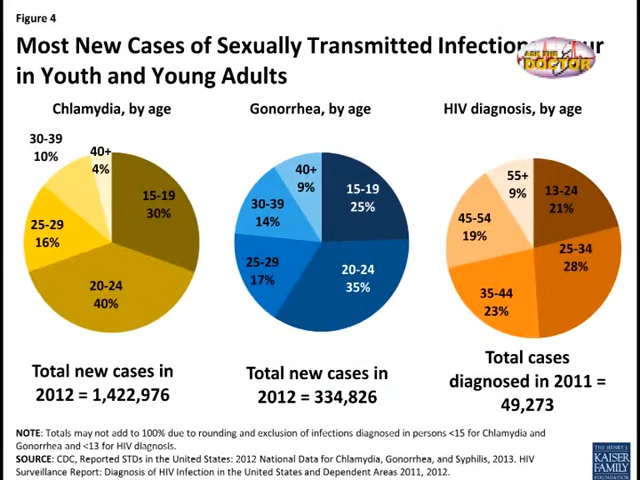 Figure 4
Most New Cases of Sexually Transmitted Infection
in Youth and Young Adults
ASK THE
DOCTOR
Chlamydia, by age
Gonorrhea, by age
HIV diagnosis, by age
30-39
10%
40+
4%
15-19
30%
25-29
16%
20-24
40%
40+
9%
15-19
25%
30-39
14%
25-29
17%
20-24
35%
55+
9%
13-24
21%
45-54
19%
25-34
28%
35-44
23%
Total new cases in
2012 = 1,422,976
Total new cases in
2012 = 334,826
Total cases
diagnosed in 2011 =
49,273
NOTE: Totals may not add to 100% due to rounding and exclusion of infections diagnosed in persons <15 for Chlamydia and
Gonorrhea and <13 for HIV diagnosis.
SOURCE: CDC, Reported STDs in the United States: 2012 National Data for Chlamydia, Gonorrhea, and Syphilis, 2013. HIV
Surveillance Report: Diagnosis of HIV Infection in the United States and Dependent Areas 2011, 2012.
THE HENRY J.
KAISER
FAMILY
FOUNDATION